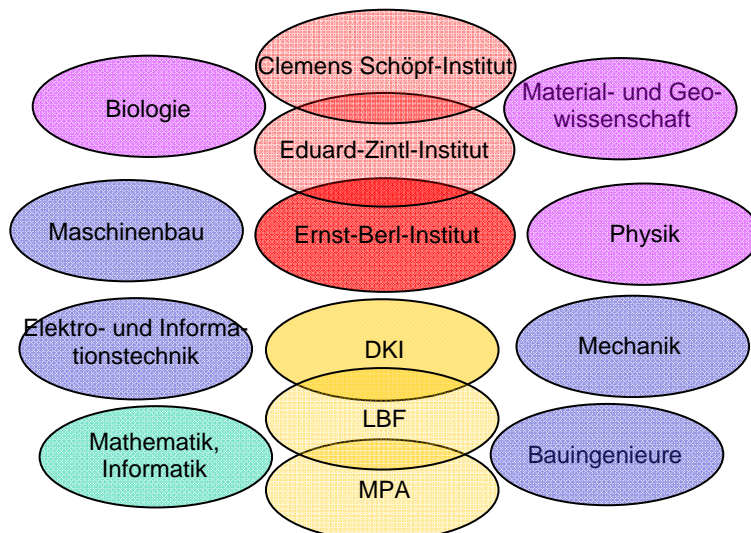 Clemens Schöpf-Institut
Biologie
Material- und Geo-
wissenschaft
Eduard-Zintl-Institut
Maschinenbau
Ernst-Berl-Institut
Physik
Elektro- und Informa-
tionstechnik
DKI
Mechanik
LBF
Mathematik,
Informatik
Bauingenieure
MPA